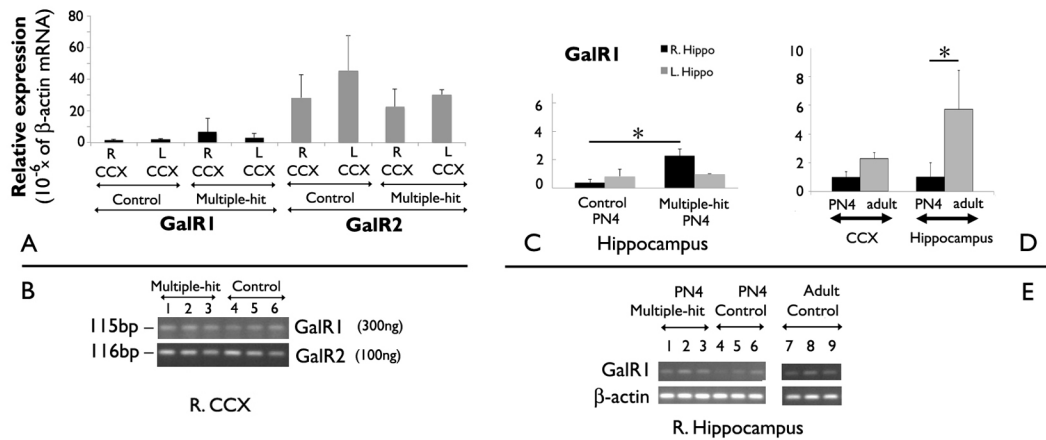 Relative expression
(10-6x of β-actin mRNA)
80
60
40
20
0
R L R L R L R L
CCX CCX CCX CCX CCX CCX CCX CCX
Control Multiple-hit Control Multiple-hit
GalR1 GalR2
A
GalR1
R. Hippo
L. Hippo
6
4
2
0
*
Control Multiple-hit
PN4 PN4
C Hippocampus
10
8
6
4
2
0
*
PN4 adult PN4 adult
CCX Hippocampus
D
B
Multiple-hit Control
1 2 3 4 5 6
115bp – GalR1 (300ng)
116bp – GalR2 (100ng)
R. CCX
E
PN4 PN4 Adult
Multiple-hit Control Control
1 2 3 4 5 6 7 8 9
GalR1
β-actin
R. Hippocampus